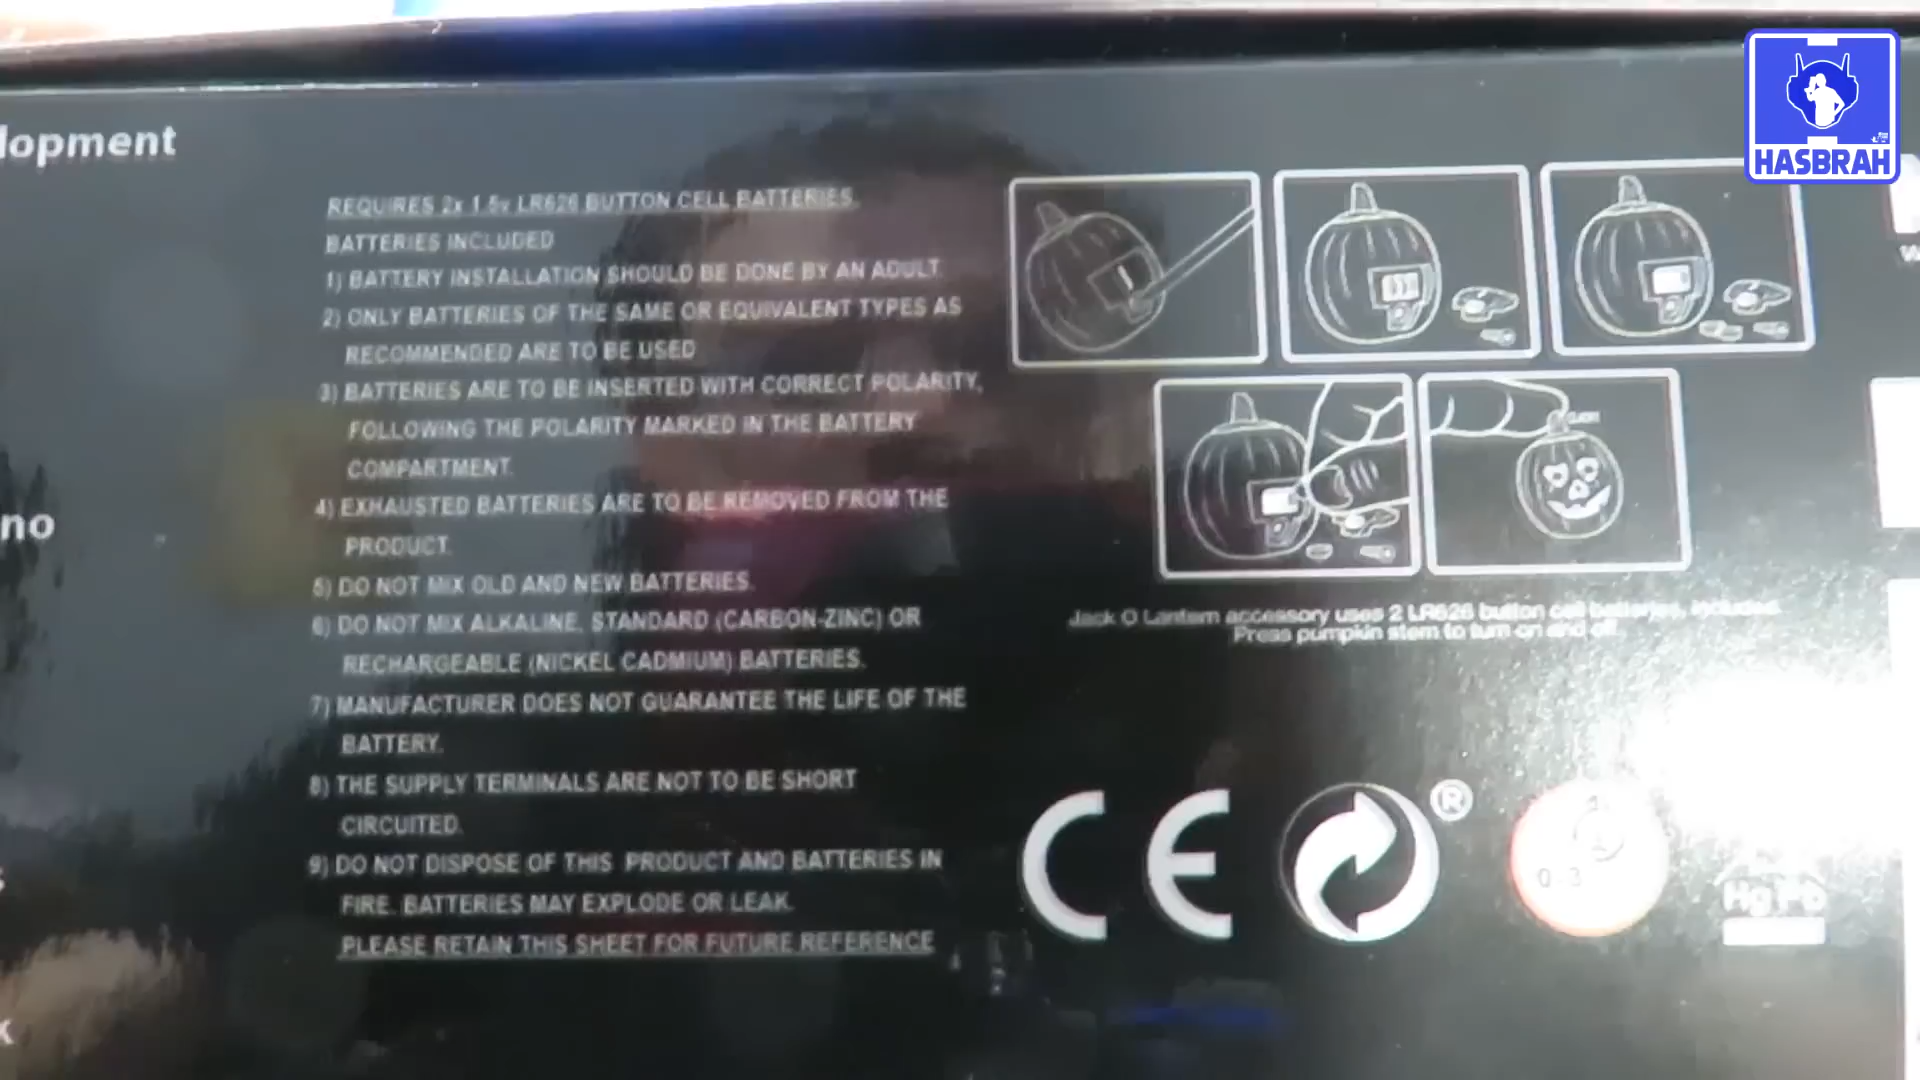 HASBRAH
lopment
REQUIRES 2x 1.5v LR626 BUTTON CELL BATTERIES.
BATTERIES INCLUDED
1) BATTERY INSTALLATION SHOULD BE DONE BY AN ADULT.
2) ONLY BATTERIES OF THE SAME OR EQUIVALENT TYPES AS
RECOMMENDED ARE TO BE USED
3) BATTERIES ARE TO BE INSERTED WITH CORRECT POLARITY,
FOLLOWING THE POLARITY MARKED IN THE BATTERY
COMPARTMENT.
4) EXHAUSTED BATTERIES ARE TO BE REMOVED FROM THE
PRODUCT.
5) DO NOT MIX OLD AND NEW BATTERIES.
6) DO NOT MIX ALKALINE, STANDARD (CARBON-ZINC) OR
RECHARGEABLE (NICKEL CADMIUM) BATTERIES.
7) MANUFACTURER DOES NOT GUARANTEE THE LIFE OF THE
BATTERY.
8) THE SUPPLY TERMINALS ARE NOT TO BE SHORT
CIRCUITED.
9) DO NOT DISPOSE OF THIS PRODUCT AND BATTERIES IN
FIRE. BATTERIES MAY EXPLODE OR LEAK.
PLEASE RETAIN THIS SHEET FOR FUTURE REFERENCE
no
Jack O Lantern accessory uses 2 LR626 button cell batteries, included.
Press pumpkin stem to turn on and off.
CE
®
0-3
Hg Pb